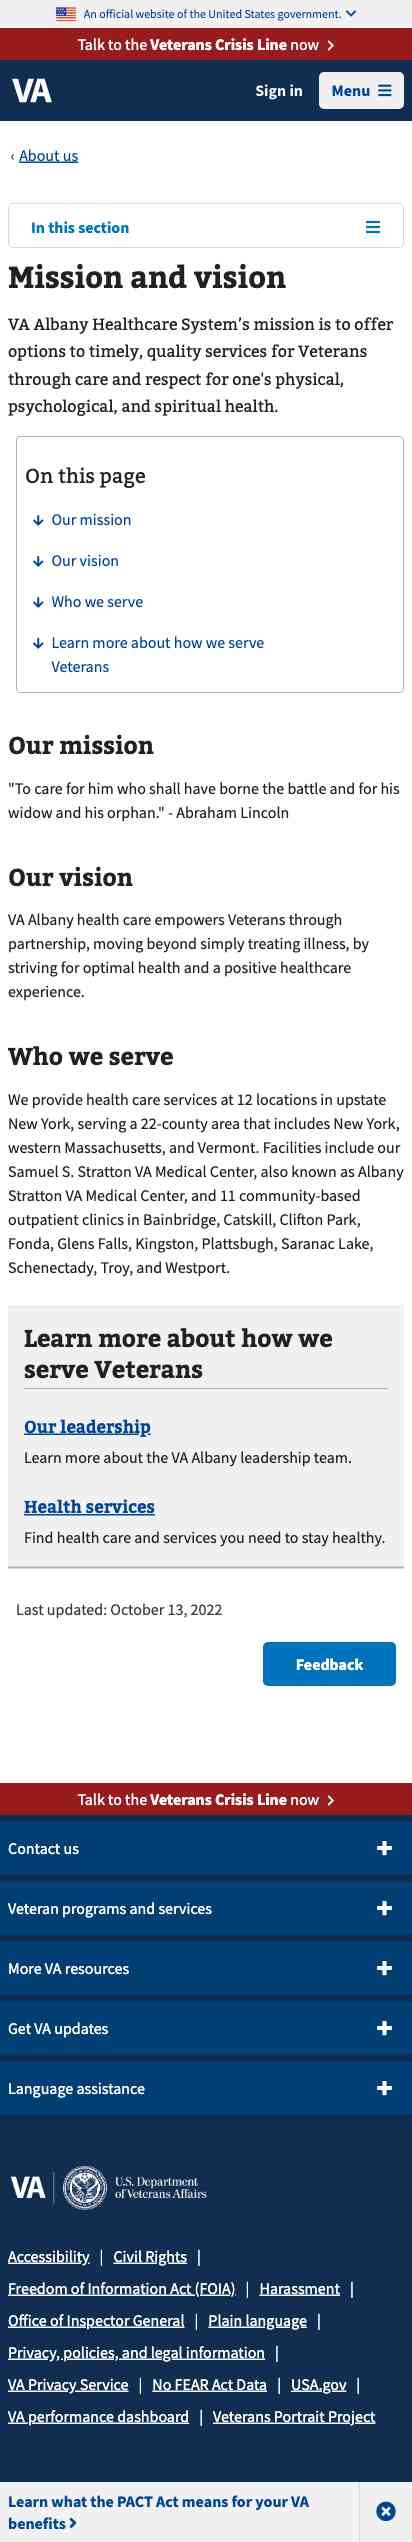 An official website of the United States government.
Talk to the Veterans Crisis Line now
VA
Sign in
Menu
‹ About us
In this section
Mission and vision
VA Albany Healthcare System’s mission is to offer
options to timely, quality services for Veterans
through care and respect for one's physical,
psychological, and spiritual health.
On this page
Our mission
Our vision
Who we serve
Learn more about how we serve
Veterans
Our mission
"To care for him who shall have borne the battle and for his
widow and his orphan." - Abraham Lincoln
Our vision
VA Albany health care empowers Veterans through
partnership, moving beyond simply treating illness, by
striving for optimal health and a positive healthcare
experience.
Who we serve
We provide health care services at 12 locations in upstate
New York, serving a 22-county area that includes New York,
western Massachusetts, and Vermont. Facilities include our
Samuel S. Stratton VA Medical Center, also known as Albany
Stratton VA Medical Center, and 11 community-based
outpatient clinics in Bainbridge, Catskill, Clifton Park,
Fonda, Glens Falls, Kingston, Plattsbugh, Saranac Lake,
Schenectady, Troy, and Westport.
Learn more about how we
serve Veterans
Our leadership
Learn more about the VA Albany leadership team.
Health services
Find health care and services you need to stay healthy.
Last updated: October 13, 2022
Feedback
Talk to the Veterans Crisis Line now
Contact us
Veteran programs and services
More VA resources
Get VA updates
Language assistance
VA | U.S. Department
of Veterans Affairs
Accessibility | Civil Rights |
Freedom of Information Act (FOIA) | Harassment |
Office of Inspector General | Plain language |
Privacy, policies, and legal information |
VA Privacy Service | No FEAR Act Data | USA.gov |
VA performance dashboard | Veterans Portrait Project
Learn what the PACT Act means for your VA
benefits